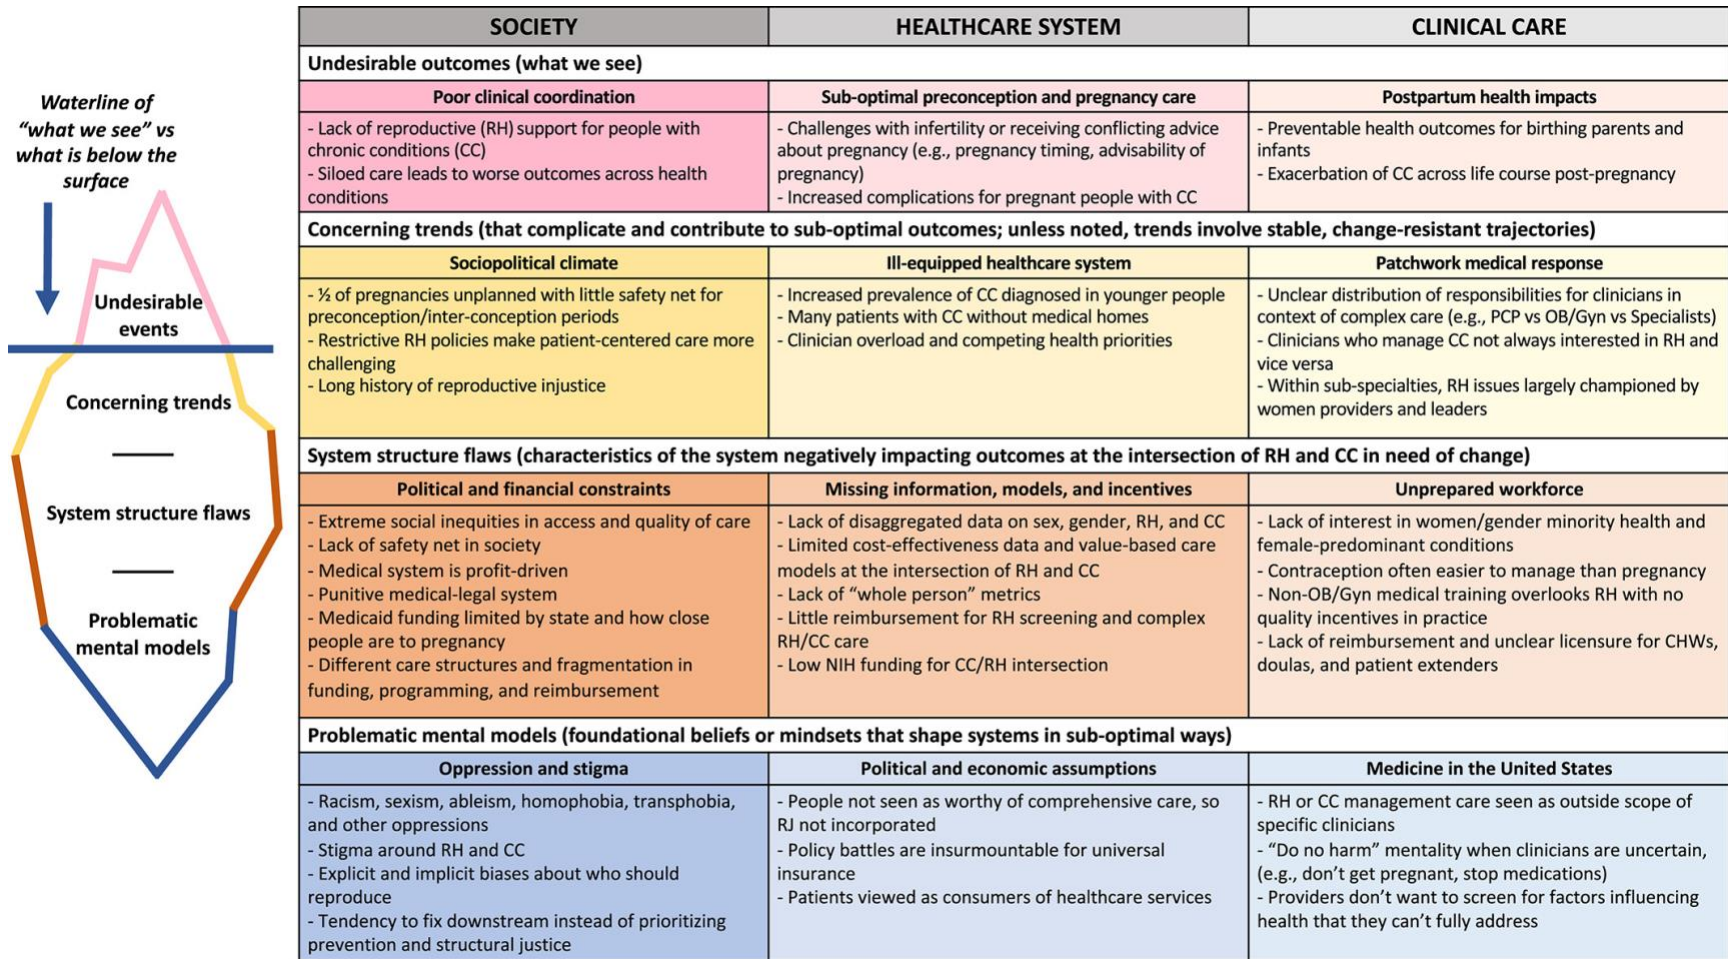 Waterline of
“what we see” vs
what is below the
surface
Undesirable
events
Concerning trends
System structure flaws
Problematic
mental models
SOCIETY
HEALTHCARE SYSTEM
CLINICAL CARE
Undesirable outcomes (what we see)
Poor clinical coordination
- Lack of reproductive (RH) support for people with
chronic conditions (CC)
- Siloed care leads to worse outcomes across health
conditions
Sub-optimal preconception and pregnancy care
- Challenges with infertility or receiving conflicting advice
about pregnancy (e.g., pregnancy timing, advisability of
pregnancy)
- Increased complications for pregnant people with CC
Postpartum health impacts
- Preventable health outcomes for birthing parents and
infants
- Exacerbation of CC across life course post-pregnancy
Concerning trends (that complicate and contribute to sub-optimal outcomes; unless noted, trends involve stable, change-resistant trajectories)
Sociopolitical climate
- ½ of pregnancies unplanned with little safety net for
preconception/inter-conception periods
- Restrictive RH policies make patient-centered care more
challenging
- Long history of reproductive injustice
Ill-equipped healthcare system
- Increased prevalence of CC diagnosed in younger people
- Many patients with CC without medical homes
- Clinician overload and competing health priorities
Patchwork medical response
- Unclear distribution of responsibilities for clinicians in
context of complex care (e.g., PCP vs OB/Gyn vs Specialists)
- Clinicians who manage CC not always interested in RH and
vice versa
- Within sub-specialties, RH issues largely championed by
women providers and leaders
System structure flaws (characteristics of the system negatively impacting outcomes at the intersection of RH and CC in need of change)
Political and financial constraints
- Extreme social inequities in access and quality of care
- Lack of safety net in society
- Medical system is profit-driven
- Punitive medical-legal system
- Medicaid funding limited by state and how close
people are to pregnancy
- Different care structures and fragmentation in
funding, programming, and reimbursement
Missing information, models, and incentives
- Lack of disaggregated data on sex, gender, RH, and CC
- Limited cost-effectiveness data and value-based care
models at the intersection of RH and CC
- Lack of “whole person” metrics
- Little reimbursement for RH screening and complex
RH/CC care
- Low NIH funding for CC/RH intersection
Unprepared workforce
- Lack of interest in women/gender minority health and
female-predominant conditions
- Contraception often easier to manage than pregnancy
- Non-OB/Gyn medical training overlooks RH with no
quality incentives in practice
- Lack of reimbursement and unclear licensure for CHWs,
doulas, and patient extenders
Problematic mental models (foundational beliefs or mindsets that shape systems in sub-optimal ways)
Oppression and stigma
- Racism, sexism, ableism, homophobia, transphobia,
and other oppressions
- Stigma around RH and CC
- Explicit and implicit biases about who should
reproduce
- Tendency to fix downstream instead of prioritizing
prevention and structural justice
Political and economic assumptions
- People not seen as worthy of comprehensive care, so
RJ not incorporated
- Policy battles are insurmountable for universal
insurance
- Patients viewed as consumers of healthcare services
Medicine in the United States
- RH or CC management care seen as outside scope of
specific clinicians
- “Do no harm” mentality when clinicians are uncertain,
(e.g., don’t get pregnant, stop medications)
- Providers don’t want to screen for factors influencing
health that they can’t fully address